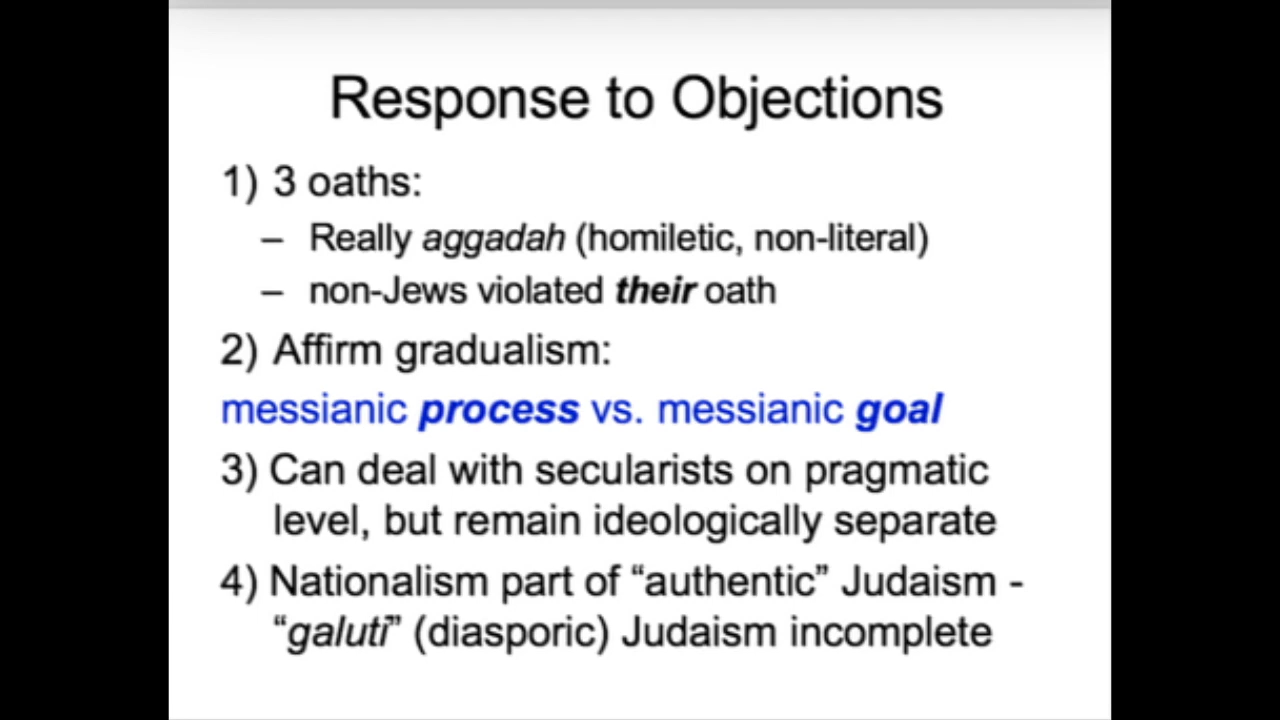 Response to Objections
1) 3 oaths:
– Really aggadah (homiletic, non-literal)
– non-Jews violated their oath
2) Affirm gradualism:
messianic process vs. messianic goal
3) Can deal with secularists on pragmatic
level, but remain ideologically separate
4) Nationalism part of “authentic” Judaism -
“galuti” (diasporic) Judaism incomplete